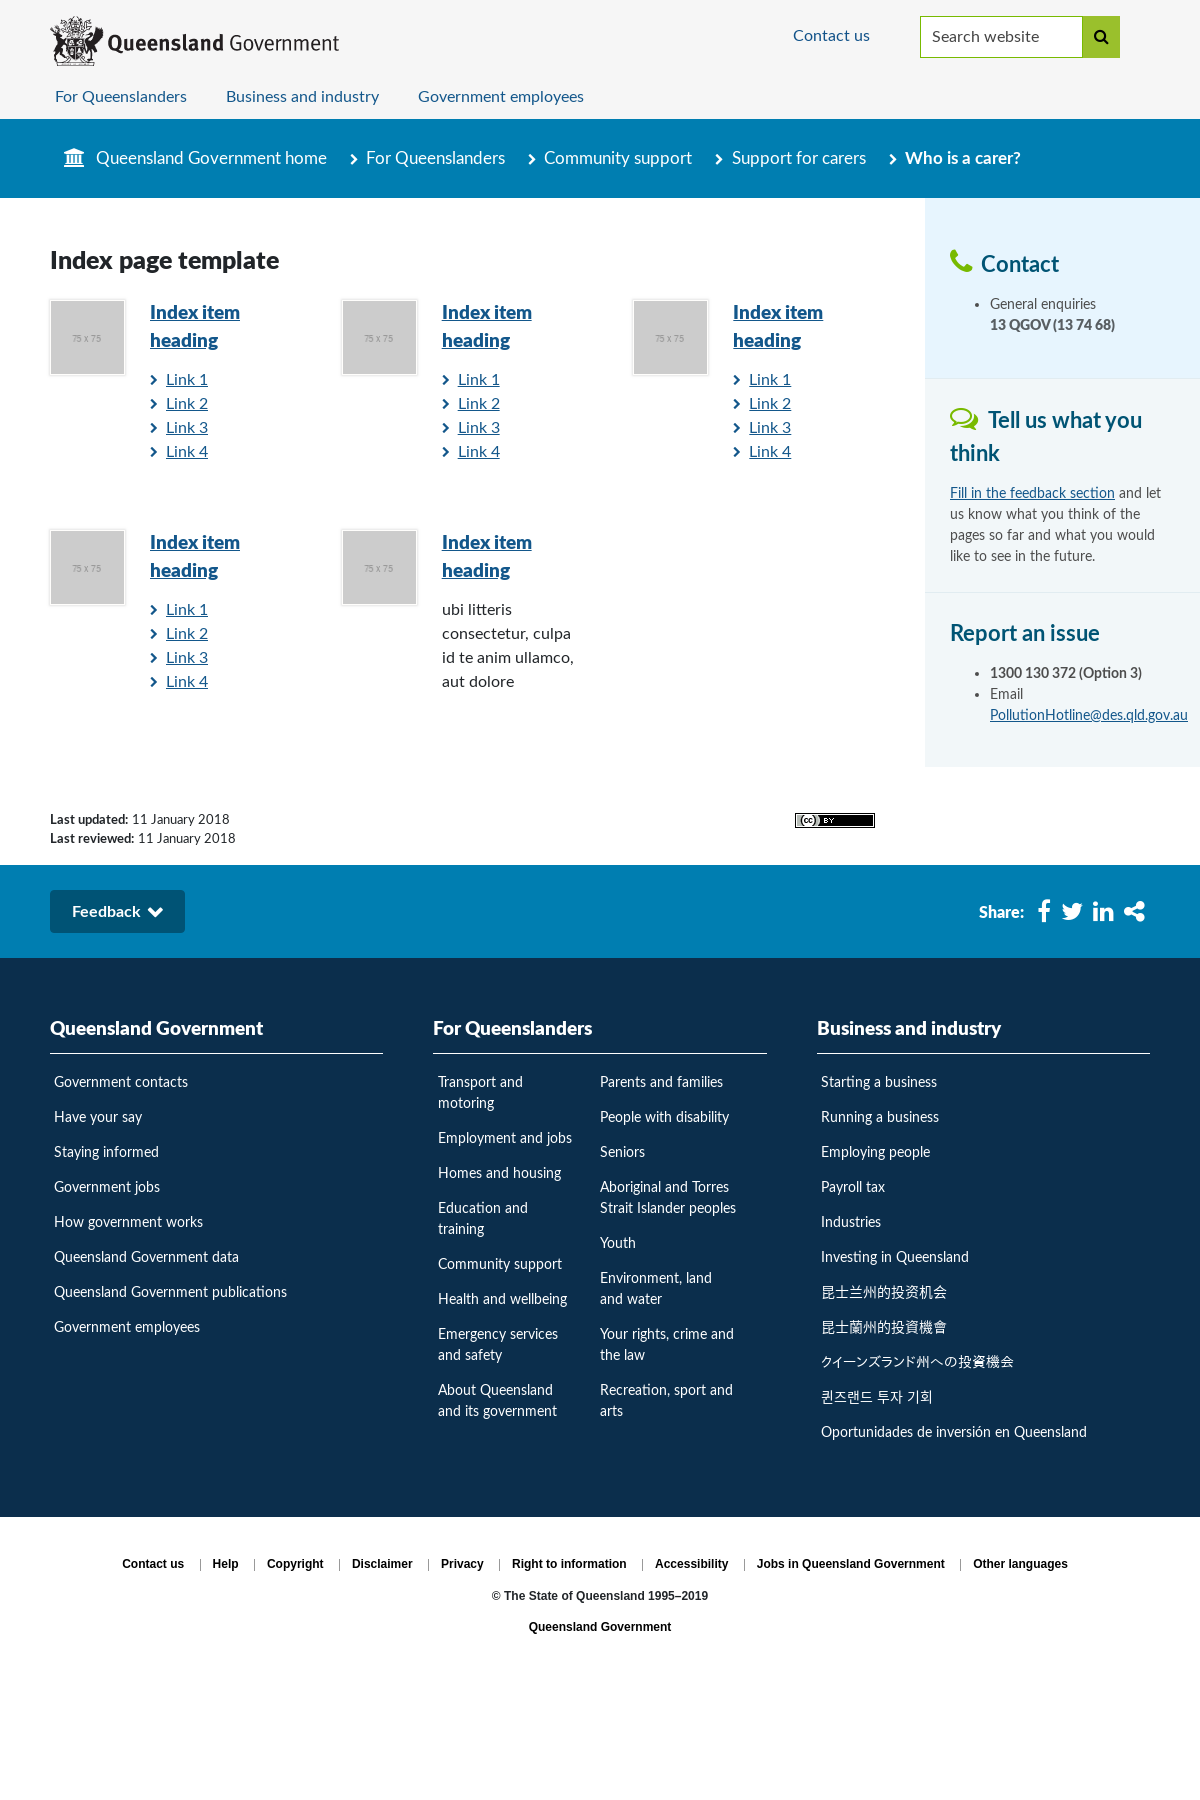 Queensland Government
Contact us
Search website
For Queenslanders
Business and industry
Government employees
Queensland Government home
For Queenslanders
Community support
Support for carers
Who is a carer?
Index page template
75 x 75
Index item
heading
Link 1
Link 2
Link 3
Link 4
75 x 75
Index item
heading
Link 1
Link 2
Link 3
Link 4
75 x 75
Index item
heading
Link 1
Link 2
Link 3
Link 4
75 x 75
Index item
heading
Link 1
Link 2
Link 3
Link 4
75 x 75
Index item
heading
ubi litteris
consectetur, culpa
id te anim ullamco,
aut dolore
Contact
General enquiries
13 QGOV (13 74 68)
Tell us what you
think
Fill in the feedback section and let
us know what you think of the
pages so far and what you would
like to see in the future.
Report an issue
1300 130 372 (Option 3)
Email
PollutionHotline@des.qld.gov.au
Last updated: 11 January 2018
Last reviewed: 11 January 2018
cc BY
Feedback
Share:
Queensland Government
Government contacts
Have your say
Staying informed
Government jobs
How government works
Queensland Government data
Queensland Government publications
Government employees
For Queenslanders
Transport and
motoring
Employment and jobs
Homes and housing
Education and
training
Community support
Health and wellbeing
Emergency services
and safety
About Queensland
and its government
Parents and families
People with disability
Seniors
Aboriginal and Torres
Strait Islander peoples
Youth
Environment, land
and water
Your rights, crime and
the law
Recreation, sport and
arts
Business and industry
Starting a business
Running a business
Employing people
Payroll tax
Industries
Investing in Queensland
昆士兰州的投资机会
昆士蘭州的投資機會
クイーンズランド州への投資機会
퀸즈랜드 투자 기회
Oportunidades de inversión en Queensland
Contact us
Help
Copyright
Disclaimer
Privacy
Right to information
Accessibility
Jobs in Queensland Government
Other languages
© The State of Queensland 1995–2019
Queensland Government